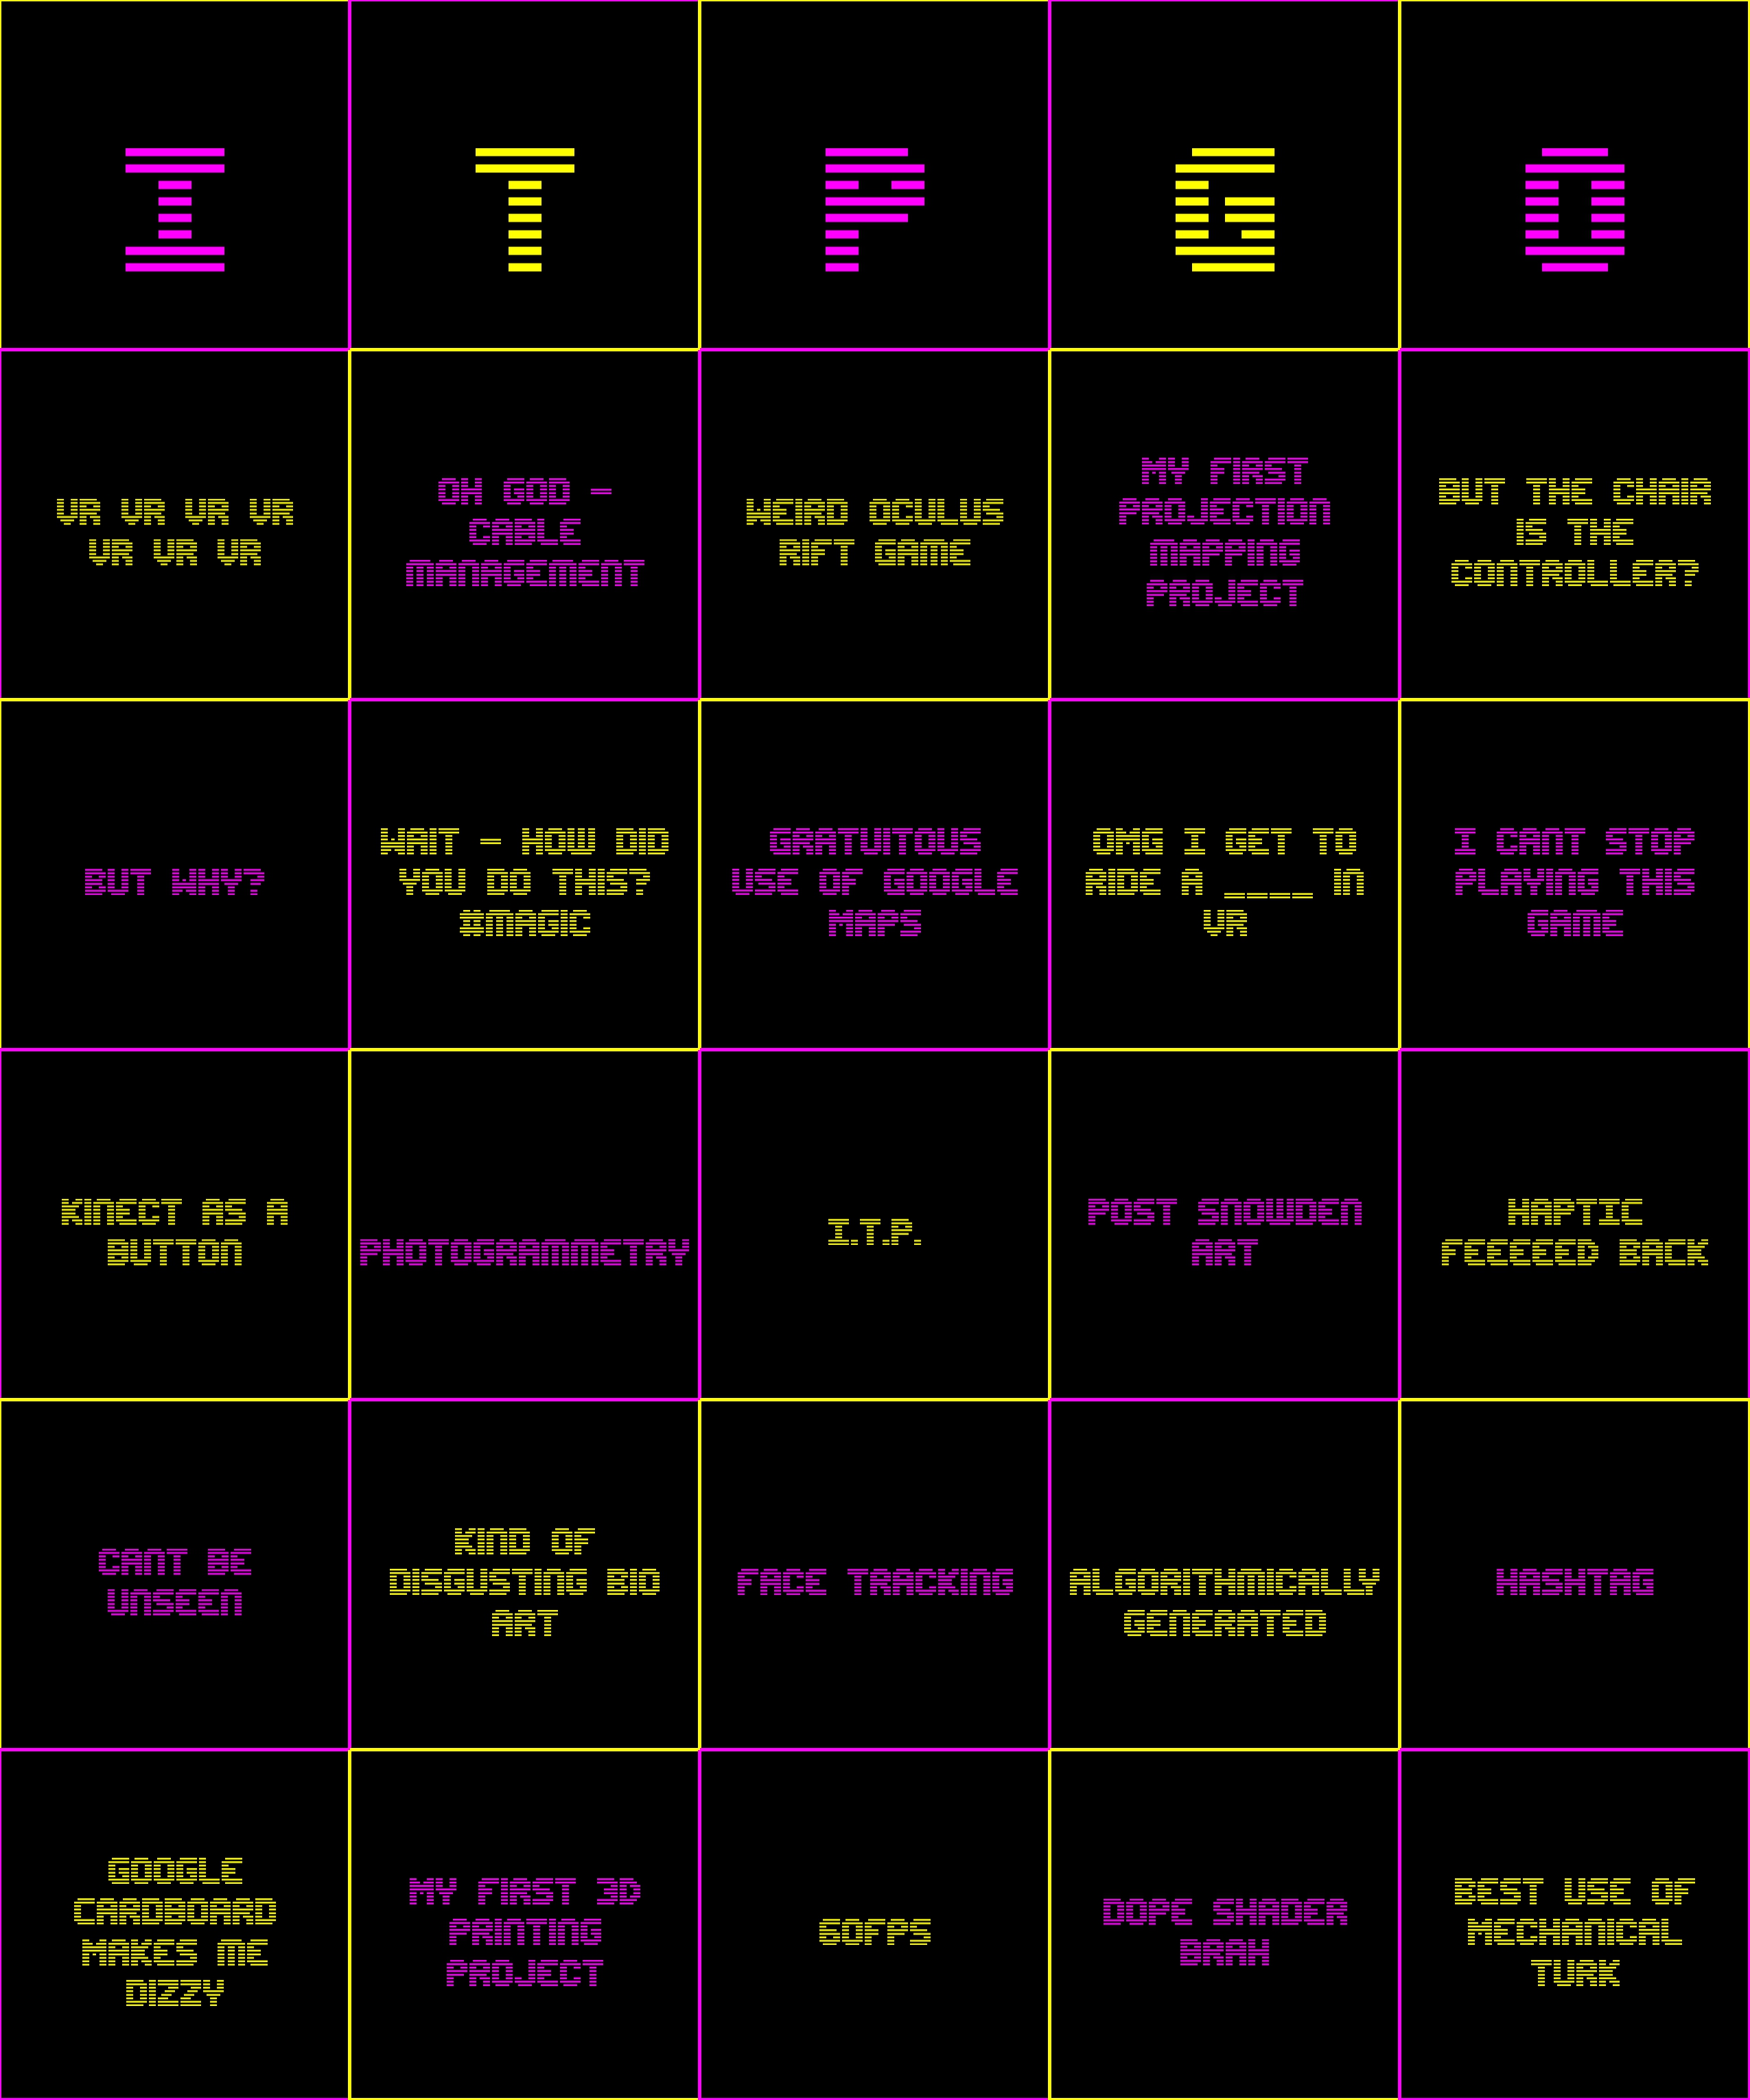 I
T
P
G
O
VR VR VR VR
VR VR VR
OH GOD -
CABLE
MANAGEMENT
WEIRD OCULUS
RIFT GAME
MY FIRST
PROJECTION
MAPPING
PROJECT
BUT THE CHAIR
IS THE
CONTROLLER?
BUT WHY?
WAIT - HOW DID
YOU DO THIS?
#MAGIC
GRATUITOUS
USE OF GOOGLE
MAPS
OMG I GET TO
RIDE A ____ IN
VR
I CANT STOP
PLAYING THIS
GAME
KINECT AS A
BUTTON
PHOTOGRAMMETRY
I.T.P.
POST SNOWDEN
ART
HAPTIC
FEEEEED BACK
CANT BE
UNSEEN
KIND OF
DISGUSTING BIO
ART
FACE TRACKING
ALGORITHMICALLY
GENERATED
HASHTAG
GOOGLE
CARDBOARD
MAKES ME
DIZZY
MY FIRST 3D
PRINTING
PROJECT
60FPS
DOPE SHADER
BRAH
BEST USE OF
MECHANICAL
TURK